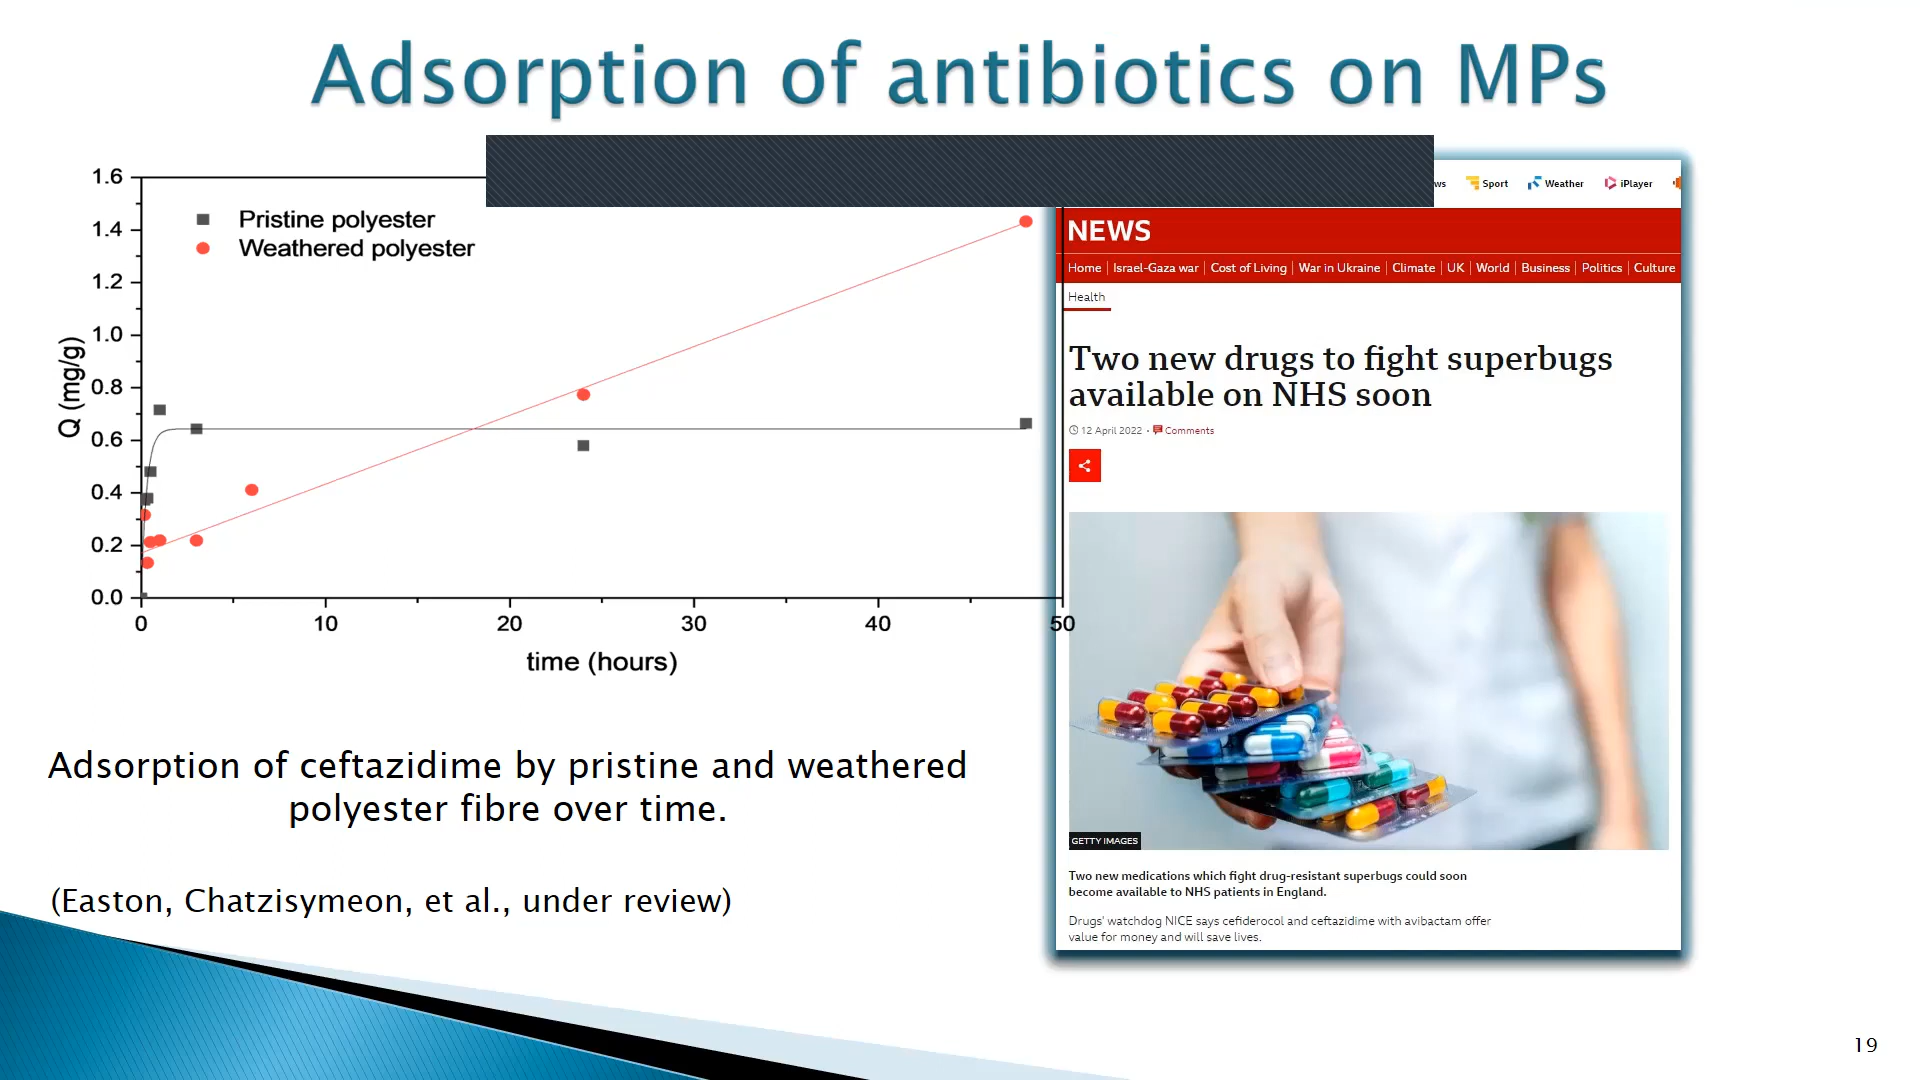 Adsorption of antibiotics on MPs
1.6
1.4
1.2
1.0
0.8
0.6
0.4
0.2
0.0
Q (mg/g)
Pristine polyester
Weathered polyester
0 10 20 30 40 50
time (hours)
Adsorption of ceftazidime by pristine and weathered
polyester fibre over time.
(Easton, Chatzisymeon, et al., under review)
Sport Weather iPlayer
NEWS
Home Israel-Gaza war Cost of Living War in Ukraine Climate UK World Business Politics Culture
Health
Two new drugs to fight superbugs
available on NHS soon
12 April 2022 · Comments
GETTY IMAGES
Two new medications which fight drug-resistant superbugs could soon
become available to NHS patients in England.
Drugs' watchdog NICE says cefiderocol and ceftazidime with avibactam offer
value for money and will save lives.
19